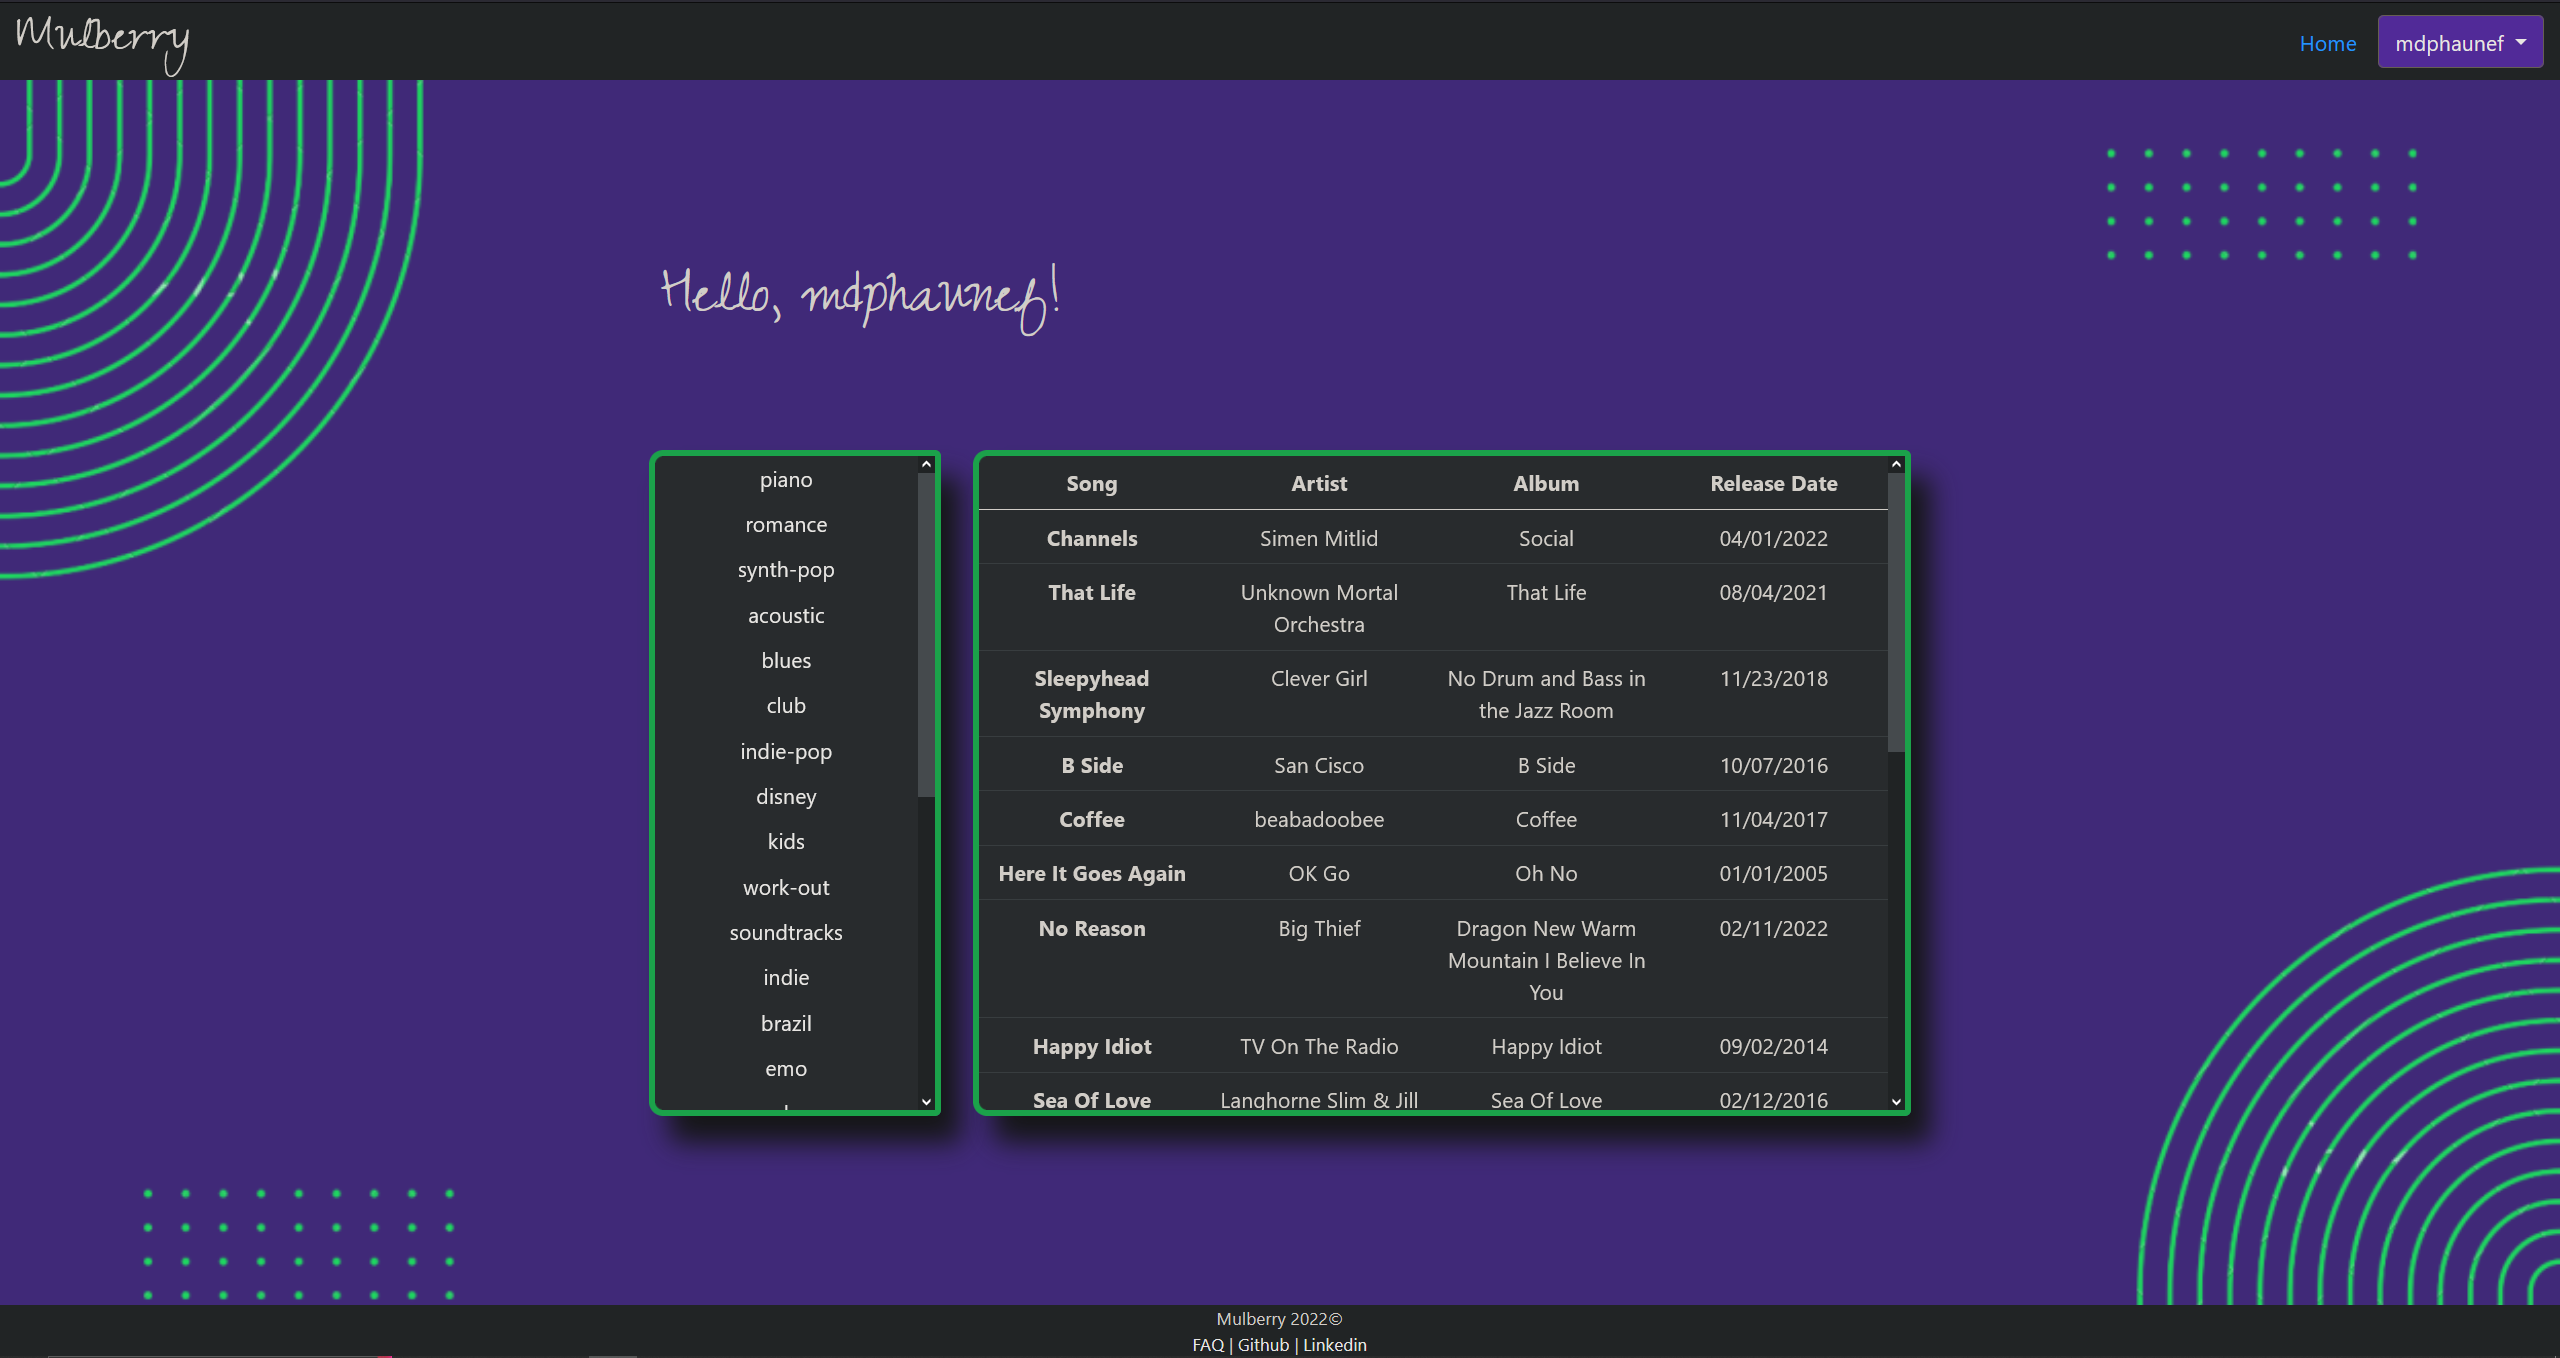 Mulberry
Home
mdphaunef
Hello, mdphaunef!
piano
romance
synth-pop
acoustic
blues
club
indie-pop
disney
kids
work-out
soundtracks
indie
brazil
emo
Song Artist Album Release Date
Channels Simen Mitlid Social 04/01/2022
That Life Unknown Mortal That Life 08/04/2021
Orchestra
Sleepyhead Clever Girl No Drum and Bass in 11/23/2018
Symphony the Jazz Room
B Side San Cisco B Side 10/07/2016
Coffee beabadoobee Coffee 11/04/2017
Here It Goes Again OK Go Oh No 01/01/2005
No Reason Big Thief Dragon New Warm 02/11/2022
Mountain I Believe In
You
Happy Idiot TV On The Radio Happy Idiot 09/02/2014
Sea Of Love Langhorne Slim & Jill Sea Of Love 02/12/2016
Mulberry 2022©
FAQ | Github | Linkedin